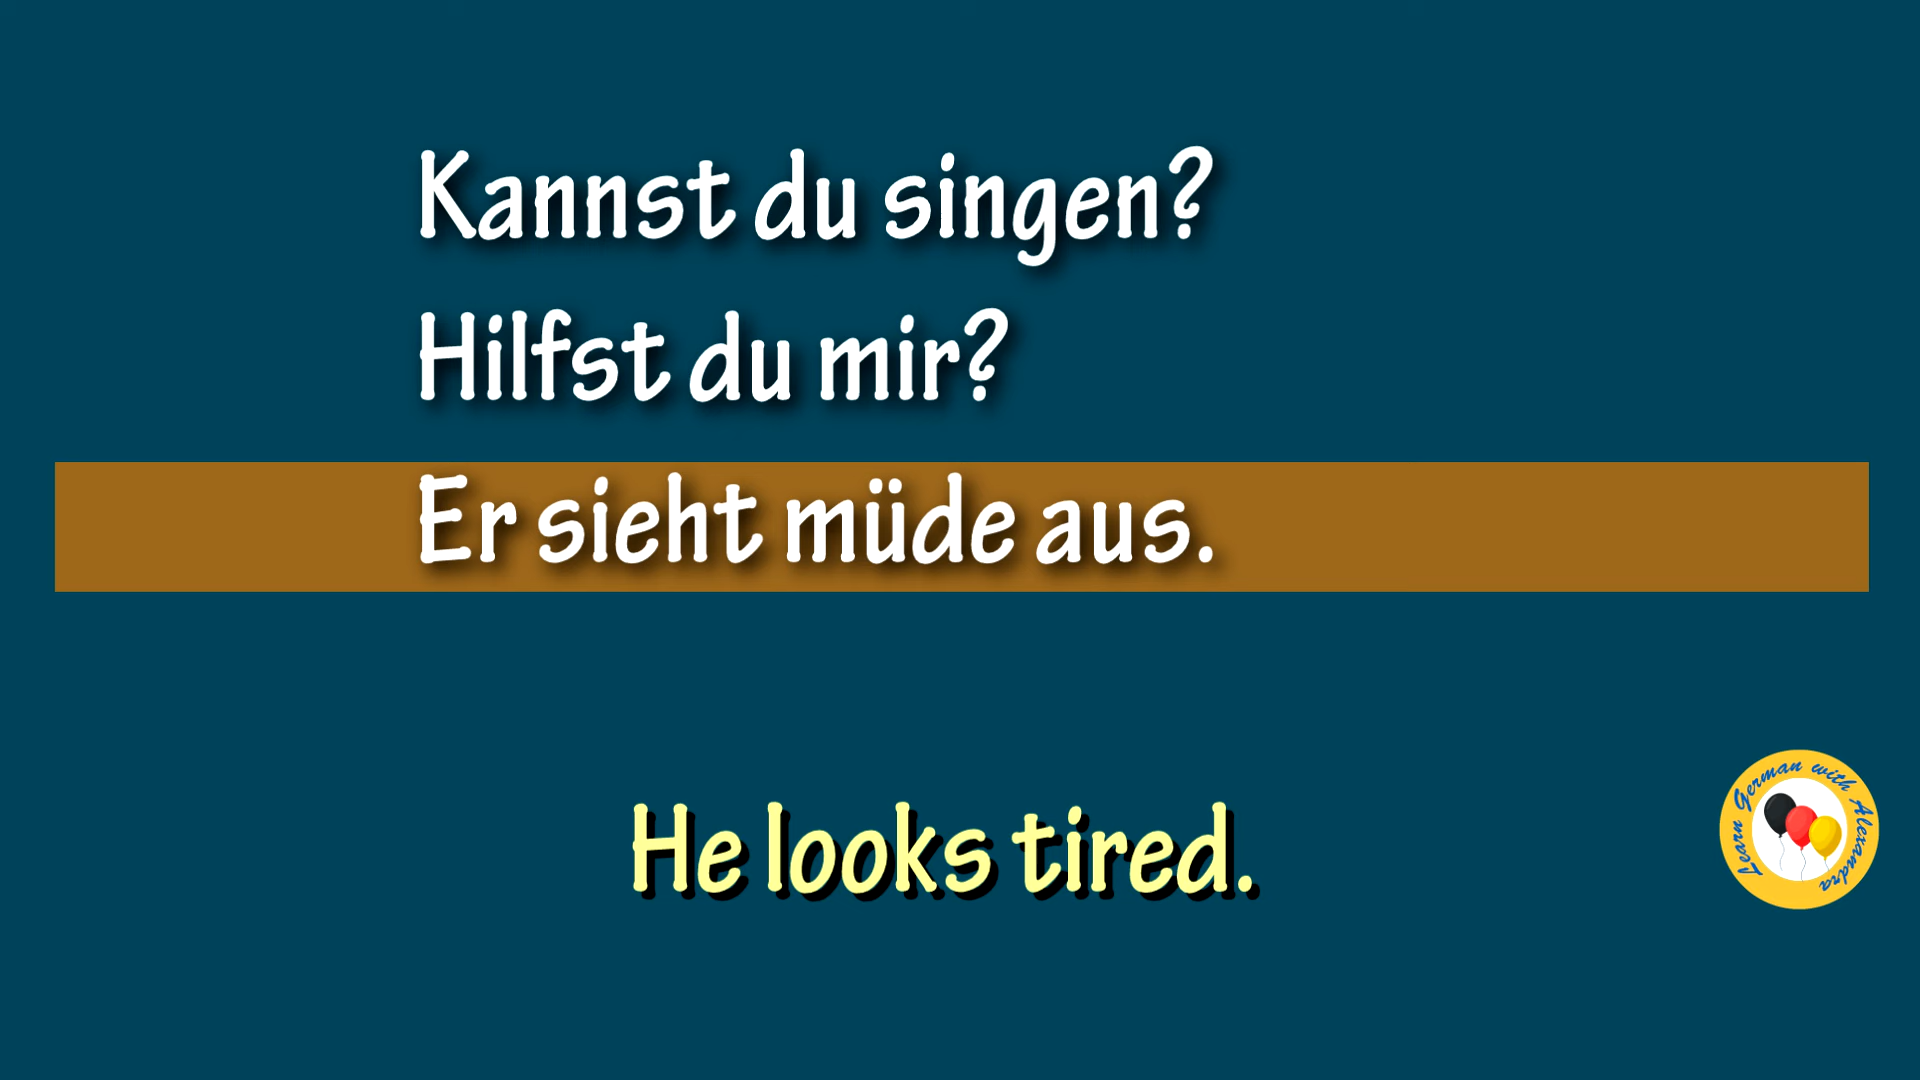 Kannst du singen?
Hilfst du mir?
Er sieht müde aus.
He looks tired.
Learn German with Alexandra